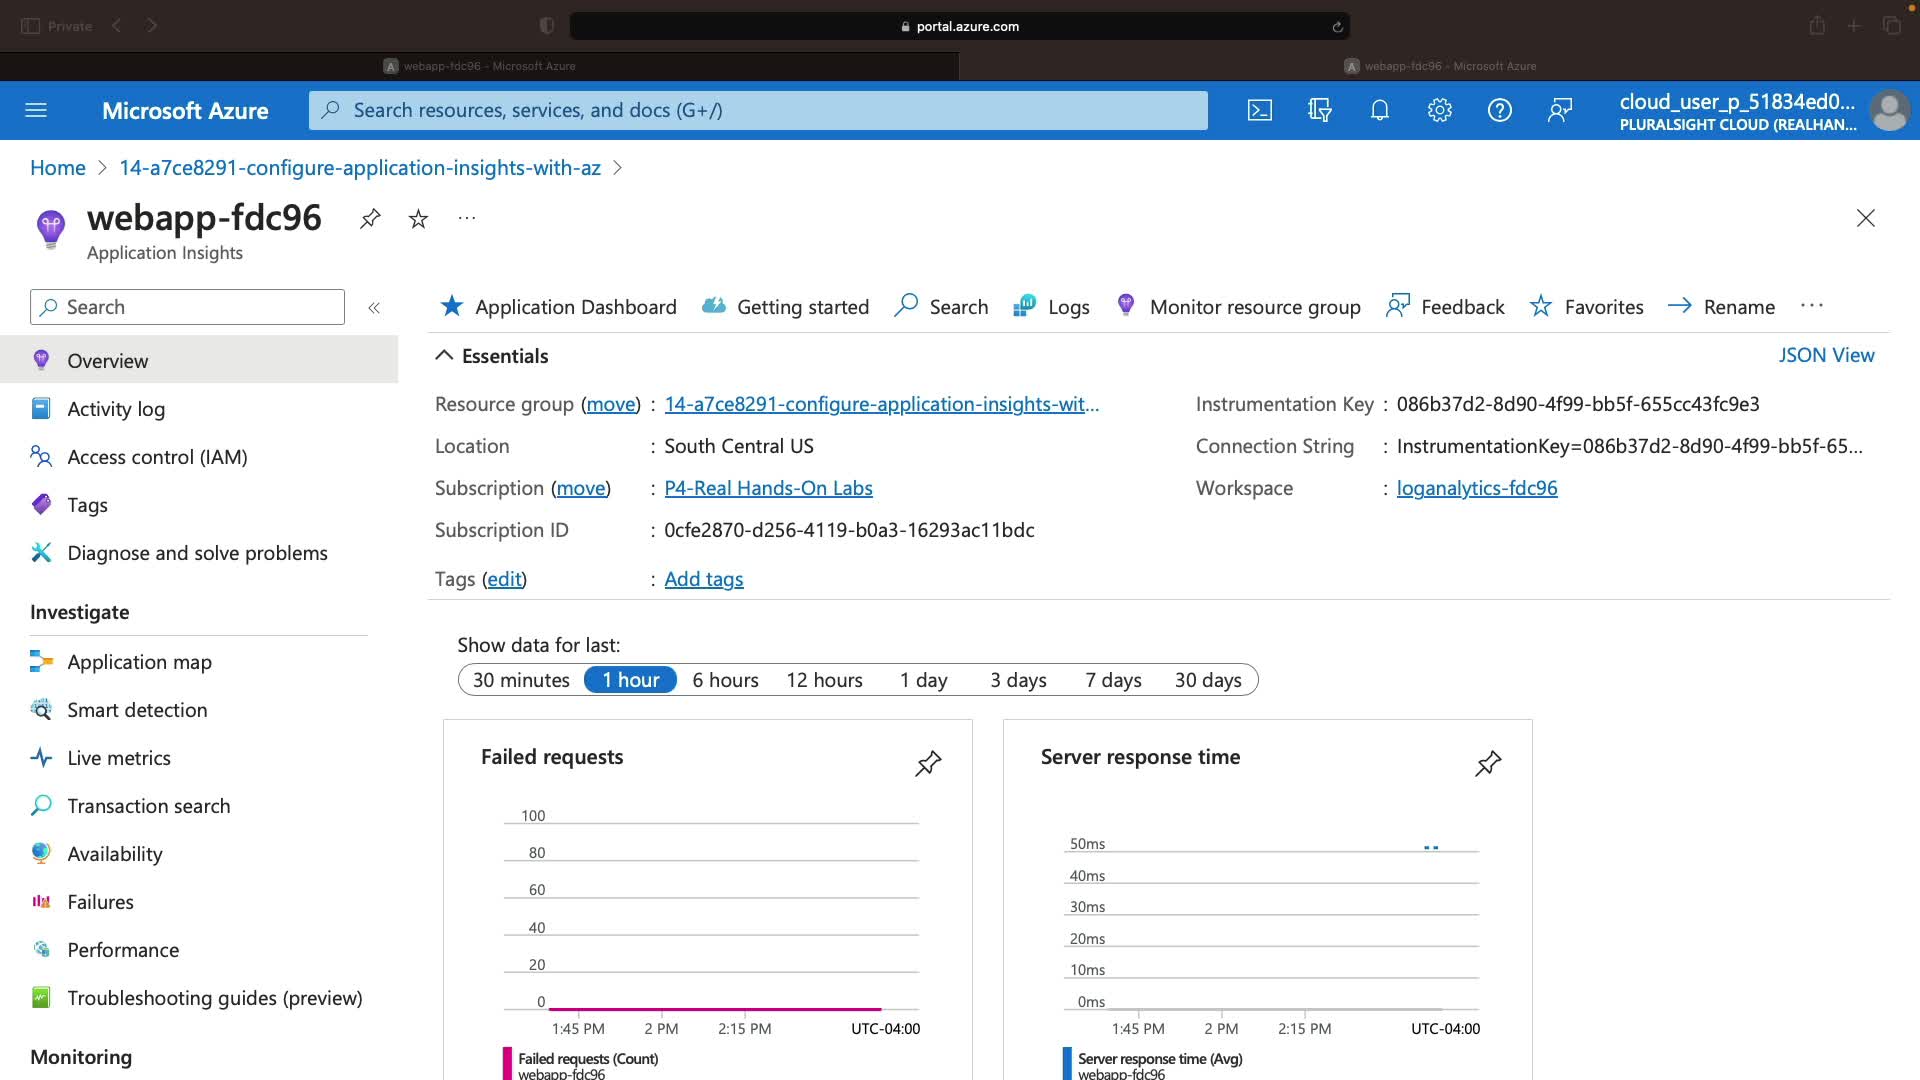 Private
portal.azure.com
A webapp-fdc96 - Microsoft Azure
A webapp-fdc96 - Microsoft Azure
Microsoft Azure
Search resources, services, and docs (G+/)
cloud_user_p_51834ed0...
PLURALSIGHT CLOUD (REALHAN...
Home > 14-a7ce8291-configure-application-insights-with-az >
webapp-fdc96
Application Insights
Search
Application Dashboard Getting started Search Logs Monitor resource group Feedback Favorites Rename
Overview
Activity log
Access control (IAM)
Tags
Diagnose and solve problems
Investigate
Application map
Smart detection
Live metrics
Transaction search
Availability
Failures
Performance
Troubleshooting guides (preview)
Monitoring
Essentials
JSON View
Resource group (move) : 14-a7ce8291-configure-application-insights-wit...
Location : South Central US
Subscription (move) : P4-Real Hands-On Labs
Subscription ID : 0cfe2870-d256-4119-b0a3-16293ac11bdc
Tags (edit) : Add tags
Instrumentation Key : 086b37d2-8d90-4f99-bb5f-655cc43fc9e3
Connection String : InstrumentationKey=086b37d2-8d90-4f99-bb5f-65...
Workspace : loganalytics-fdc96
Show data for last:
30 minutes 1 hour 6 hours 12 hours 1 day 3 days 7 days 30 days
Failed requests
100
80
60
40
20
0
1:45 PM 2 PM 2:15 PM UTC-04:00
Failed requests (Count)
webapp-fdc96
Server response time
50ms
40ms
30ms
20ms
10ms
0ms
1:45 PM 2 PM 2:15 PM UTC-04:00
Server response time (Avg)
webapp-fdc96